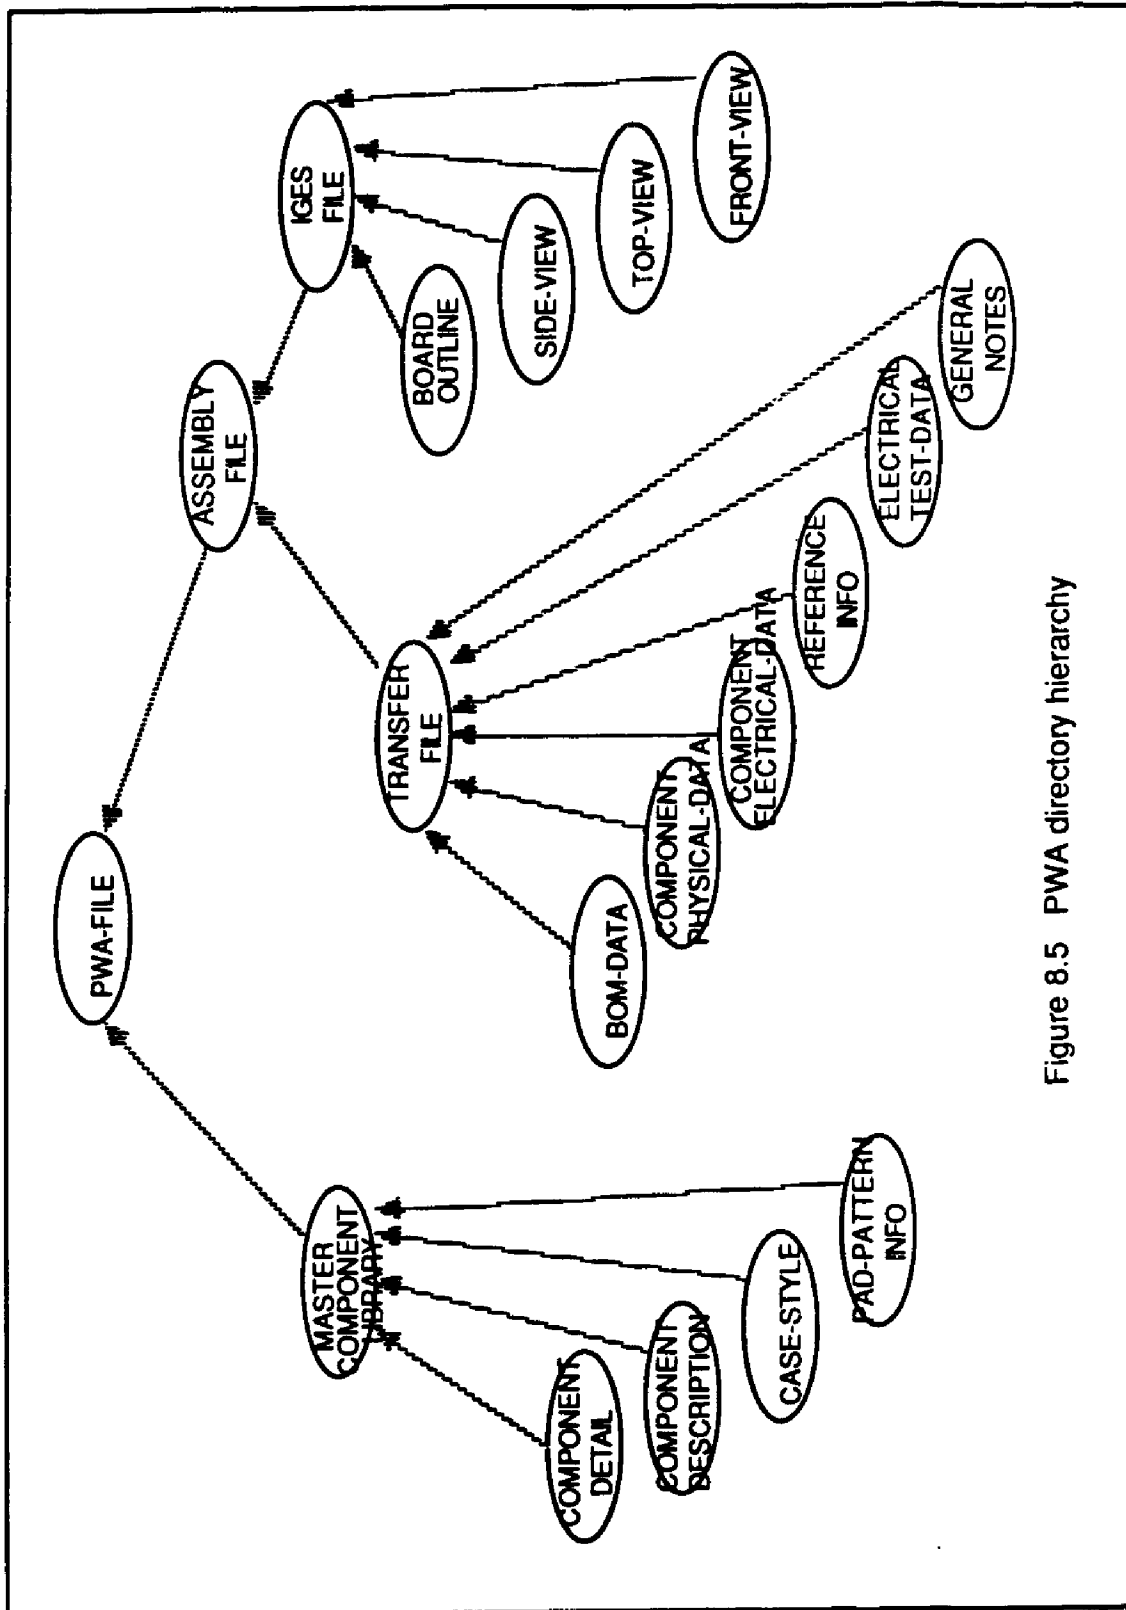 PWA-FILE
ASSEMBLY
FILE
MASTER
COMPONENT
LIBRARY
TRANSFER
FILE
IGES
FILE
COMPONENT
DETAIL
COMPONENT
DESCRIPTION
CASE-STYLE
PAD-PATTERN
INFO
BOM-DATA
COMPONENT
PHYSICAL-DATA
COMPONENT
ELECTRICAL-DATA
REFERENCE
INFO
ELECTRICAL
TEST-DATA
GENERAL
NOTES
BOARD
OUTLINE
SIDE-VIEW
TOP-VIEW
FRONT-VIEW
Figure 8.5 PWA directory hierarchy